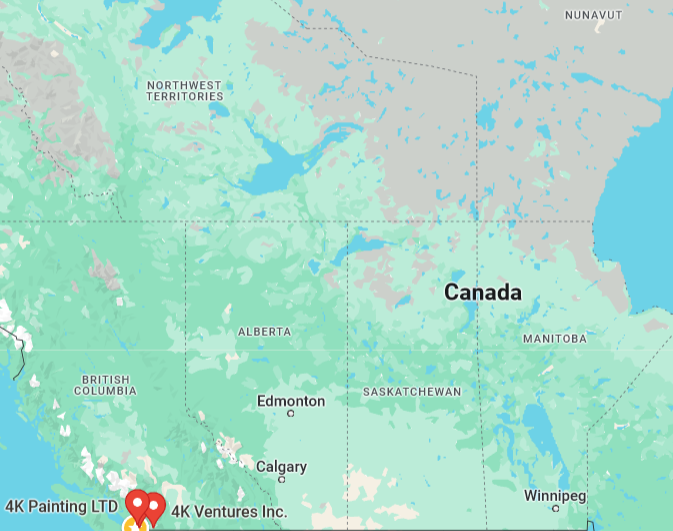 NUNAVUT
NORTHWEST
TERRITORIES
Canada
ALBERTA
MANITOBA
BRITISH
COLUMBIA
SASKATCHEWAN
Edmonton
Calgary
Winnipeg
4K Painting LTD
4K Ventures Inc.